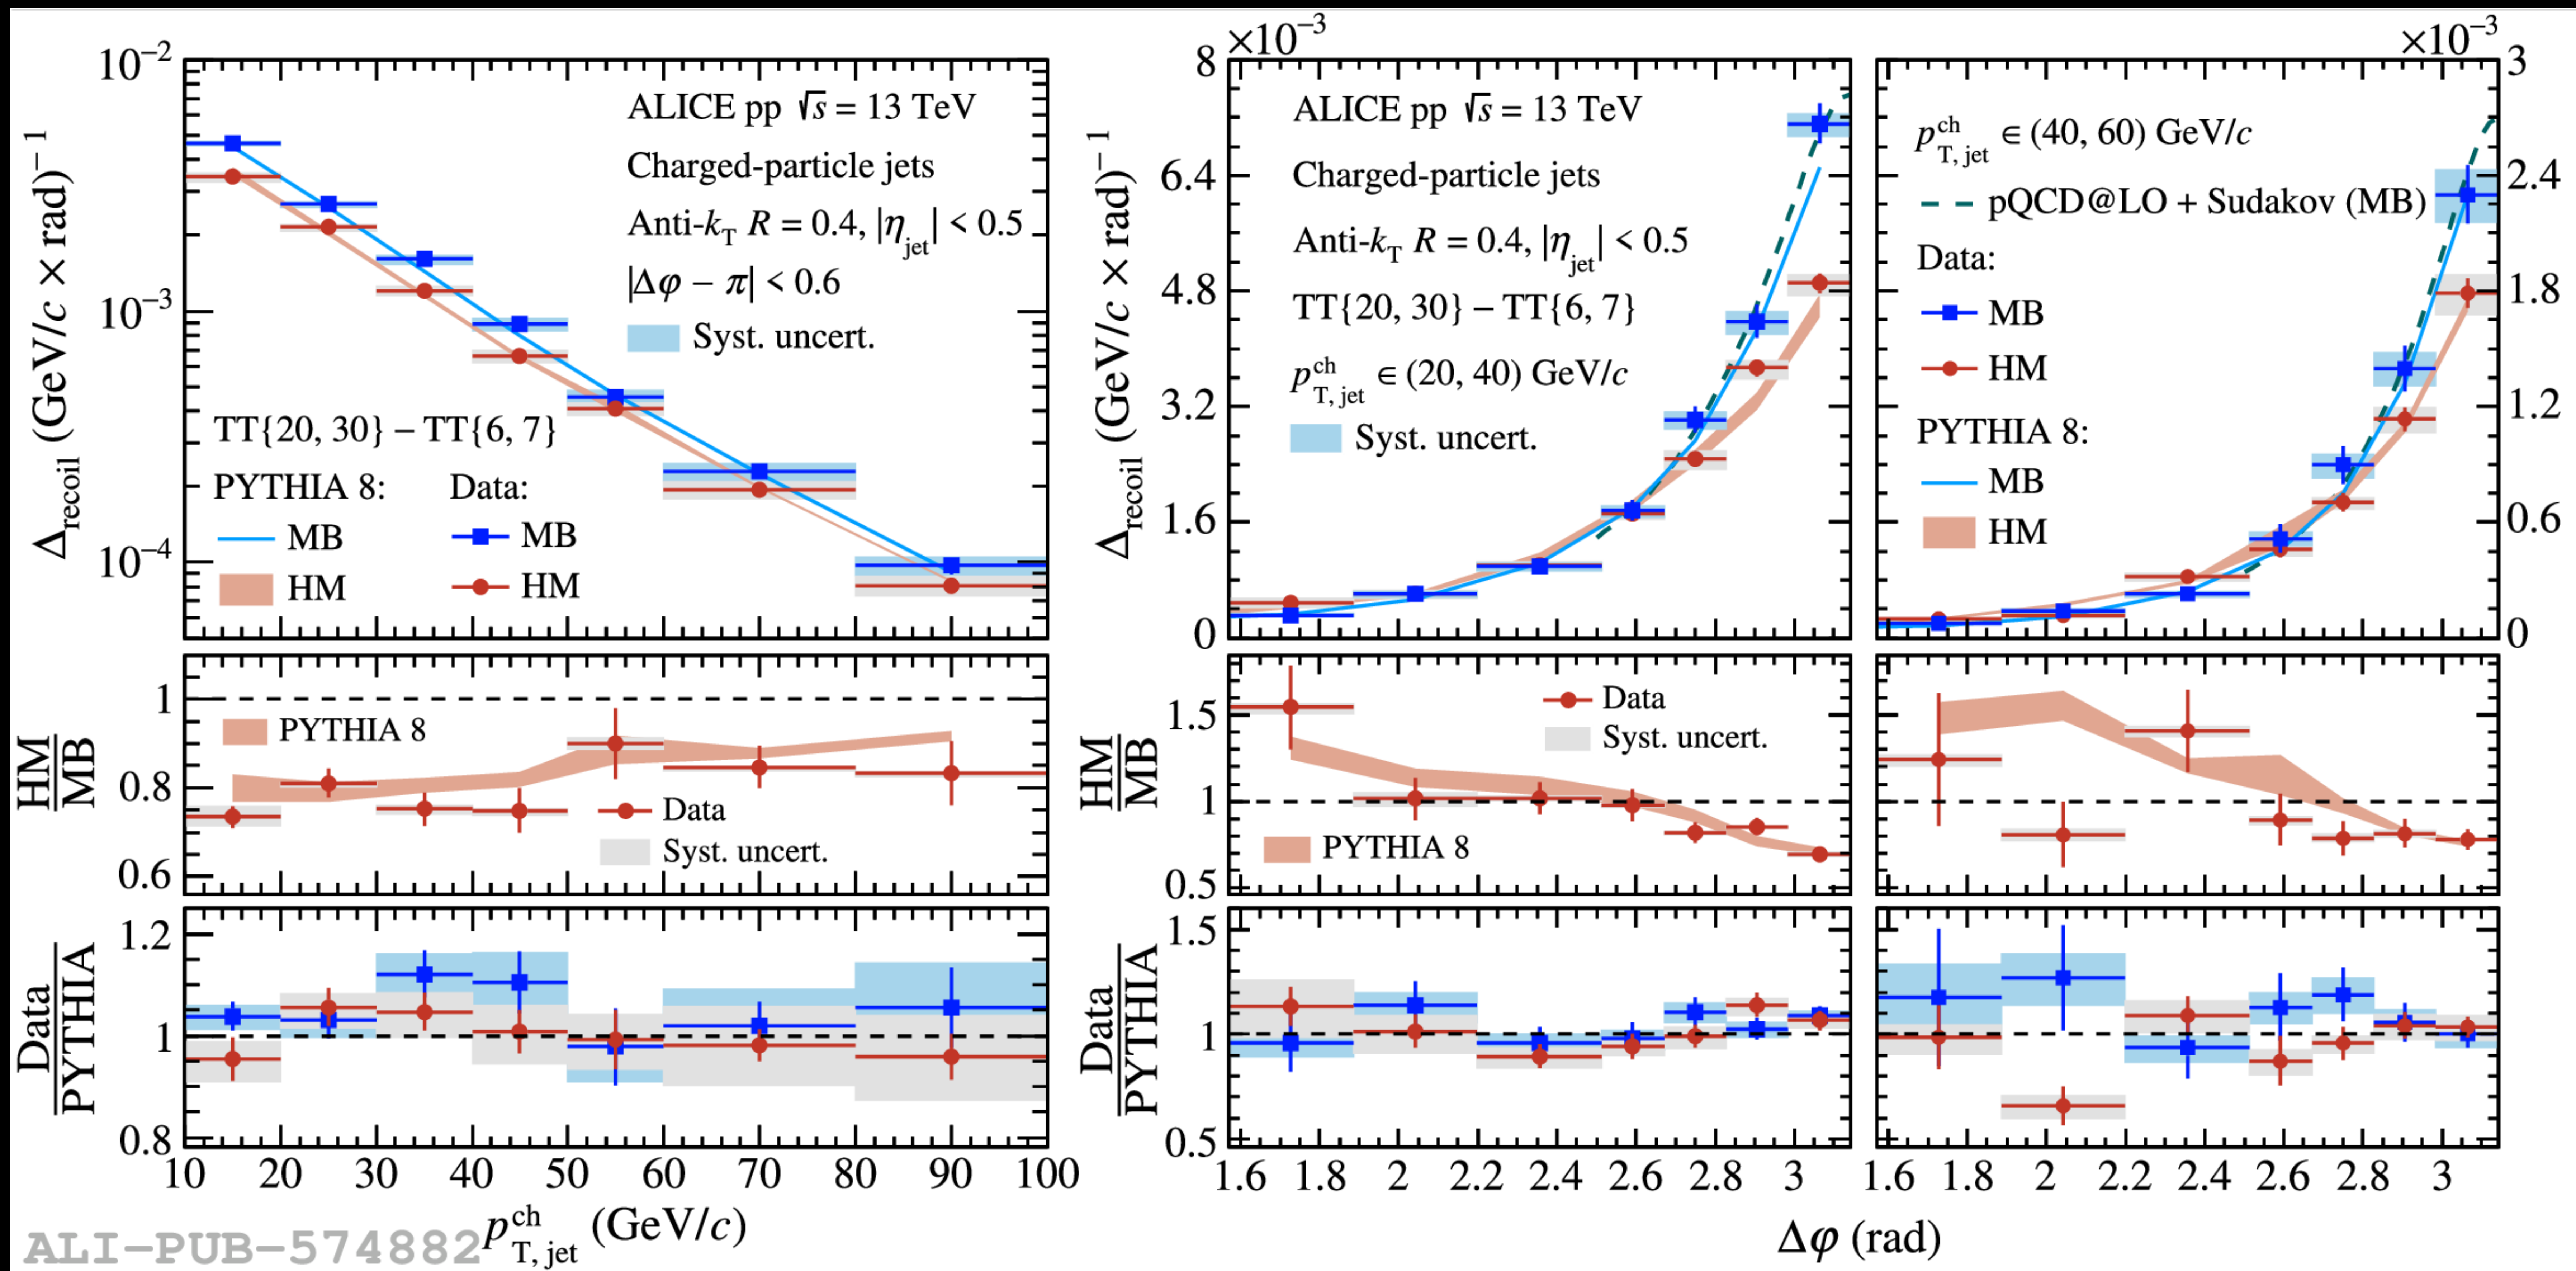 10⁻²
10⁻³
10⁻⁴
Δrecoil (GeV/c × rad)⁻¹
ALICE pp √s = 13 TeV
Charged-particle jets
Anti-kT R = 0.4, |ηjet| < 0.5
|Δφ − π| < 0.6
Syst. uncert.
TT{20, 30} − TT{6, 7}
PYTHIA 8: Data:
MB MB
HM HM
HM
MB
1
0.8
0.6
PYTHIA 8
Data
Syst. uncert.
Data
PYTHIA
1.2
1
0.8
10 20 30 40 50 60 70 80 90 100
p ch T, jet (GeV/c)
ALI-PUB-574882
×10⁻³
8
6.4
4.8
3.2
1.6
0
Δrecoil (GeV/c × rad)⁻¹
ALICE pp √s = 13 TeV
Charged-particle jets
Anti-kT R = 0.4, |ηjet| < 0.5
TT{20, 30} − TT{6, 7}
p ch T, jet ∈ (20, 40) GeV/c
Syst. uncert.
HM
MB
1.5
1
0.5
Data
Syst. uncert.
PYTHIA 8
Data
PYTHIA
1.5
1
0.5
1.6 1.8 2 2.2 2.4 2.6 2.8 3
×10⁻³
3
2.4
1.8
1.2
0.6
0
p ch T, jet ∈ (40, 60) GeV/c
pQCD@LO + Sudakov (MB)
Data:
MB
HM
PYTHIA 8:
MB
HM
1.6 1.8 2 2.2 2.4 2.6 2.8 3
Δφ (rad)